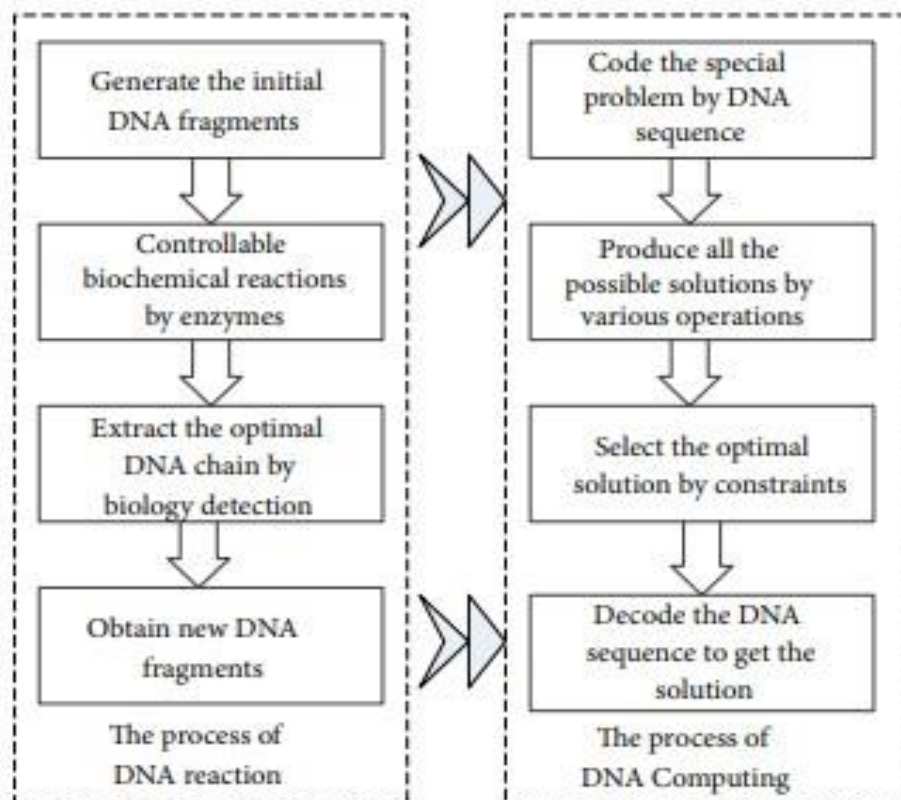 Generate the initial
DNA fragments
Controllable
biochemical reactions
by enzymes
Extract the optimal
DNA chain by
biology detection
Obtain new DNA
fragments
The process of
DNA reaction
Code the special
problem by DNA
sequence
Produce all the
possible solutions by
various operations
Select the optimal
solution by constraints
Decode the DNA
sequence to get the
solution
The process of
DNA Computing